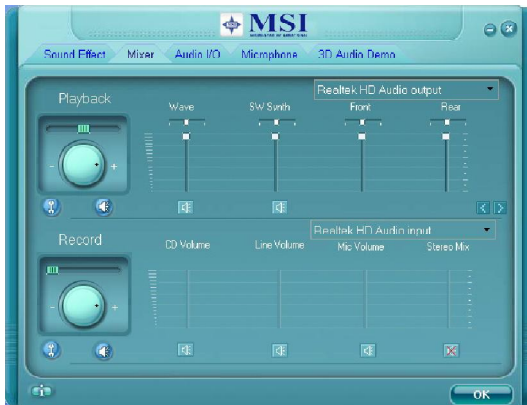 MSI
Sound Effect Mixer Audio I/O Microphone 3D Audio Demo
Realtek HD Audio output
Playback
Wave SW Synth Front Rear
- +
Realtek HD Audio input
Record
CD Volume Line Volume Mic Volume Stereo Mix
- +
OK